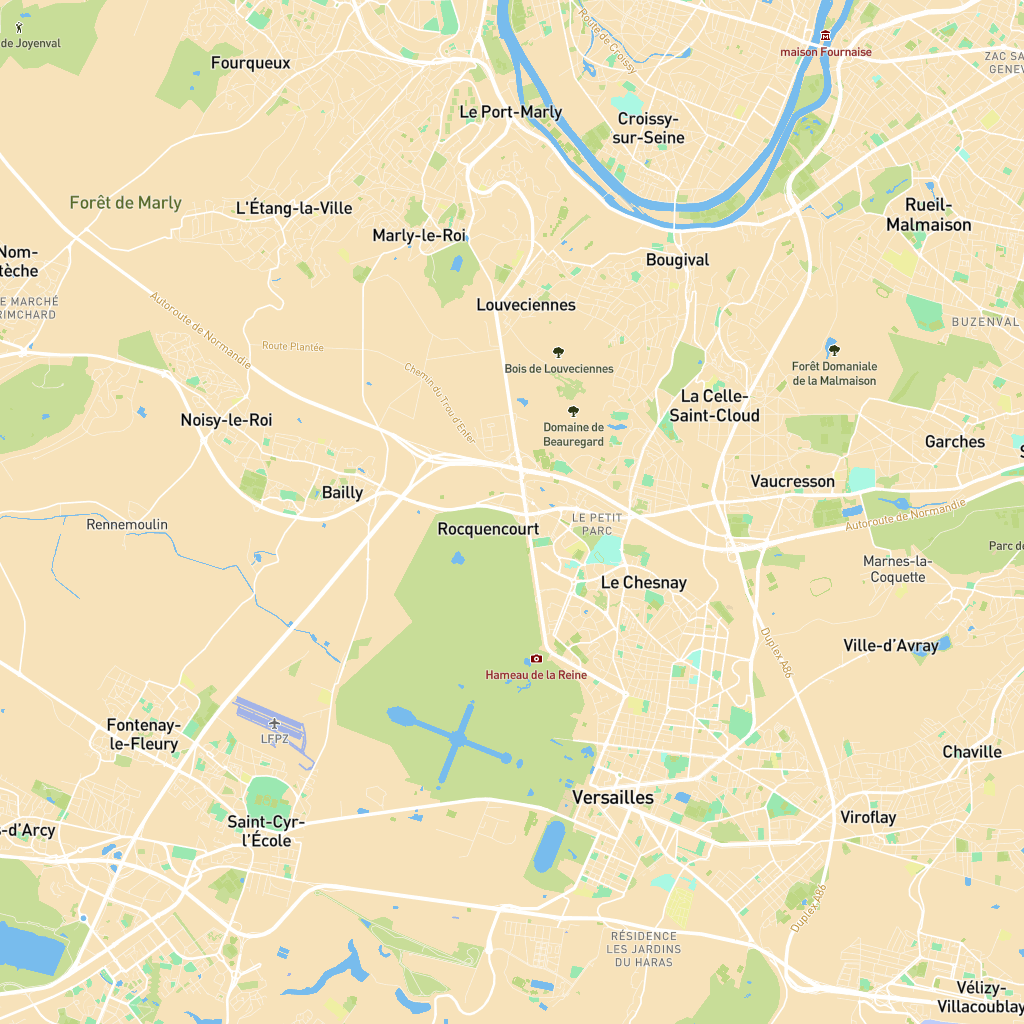 de Joyenval
Fourqueux
Route de Croissy
maison Fournaise
ZAC SA
GENEV
Le Port-Marly
Croissy-
sur-Seine
Forêt de Marly
L'Étang-la-Ville
Rueil-
Malmaison
Marly-le-Roi
Nom-
tèche
Bougival
E MARCHÉ
RIMCHARD
Autoroute de Normandie
Louveciennes
BUZENVAL
Route Plantée
Bois de Louveciennes
Forêt Domaniale
de la Malmaison
Chemin du Trou d'Enfer
La Celle-
Saint-Cloud
Noisy-le-Roi
Domaine de
Beauregard
Garches
S
Bailly
Vaucresson
Rennemoulin
Rocquencourt
LE PETIT
PARC
Autoroute de Normandie
Parc de
Marnes-la-
Coquette
Le Chesnay
Duplex A86
Ville-d’Avray
Hameau de la Reine
Fontenay-
le-Fleury
LFPZ
Chaville
Versailles
Viroflay
s-d’Arcy
Saint-Cyr-
l’École
Duplex A86
RÉSIDENCE
LES JARDINS
DU HARAS
Vélizy-
Villacoublay